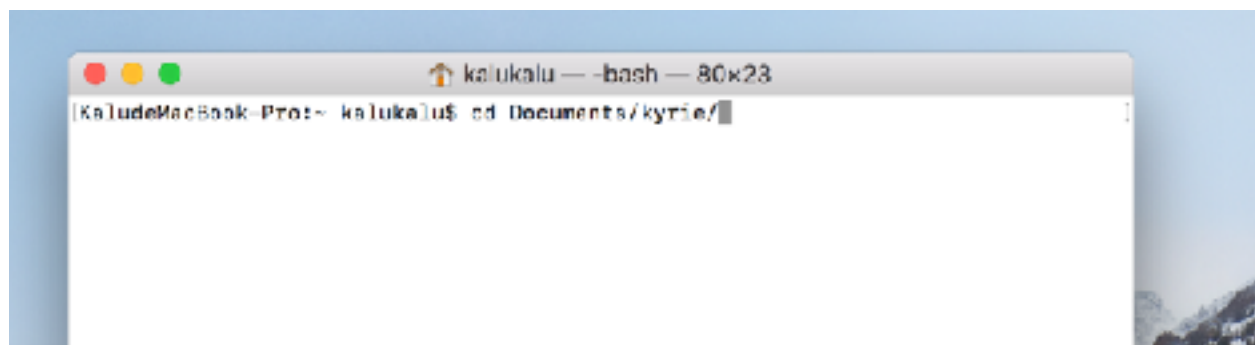 kalukalu — -bash — 80×23
[KaludeMacBook-Pro:~ kalukalu$ cd Documents/kyrie/ ]